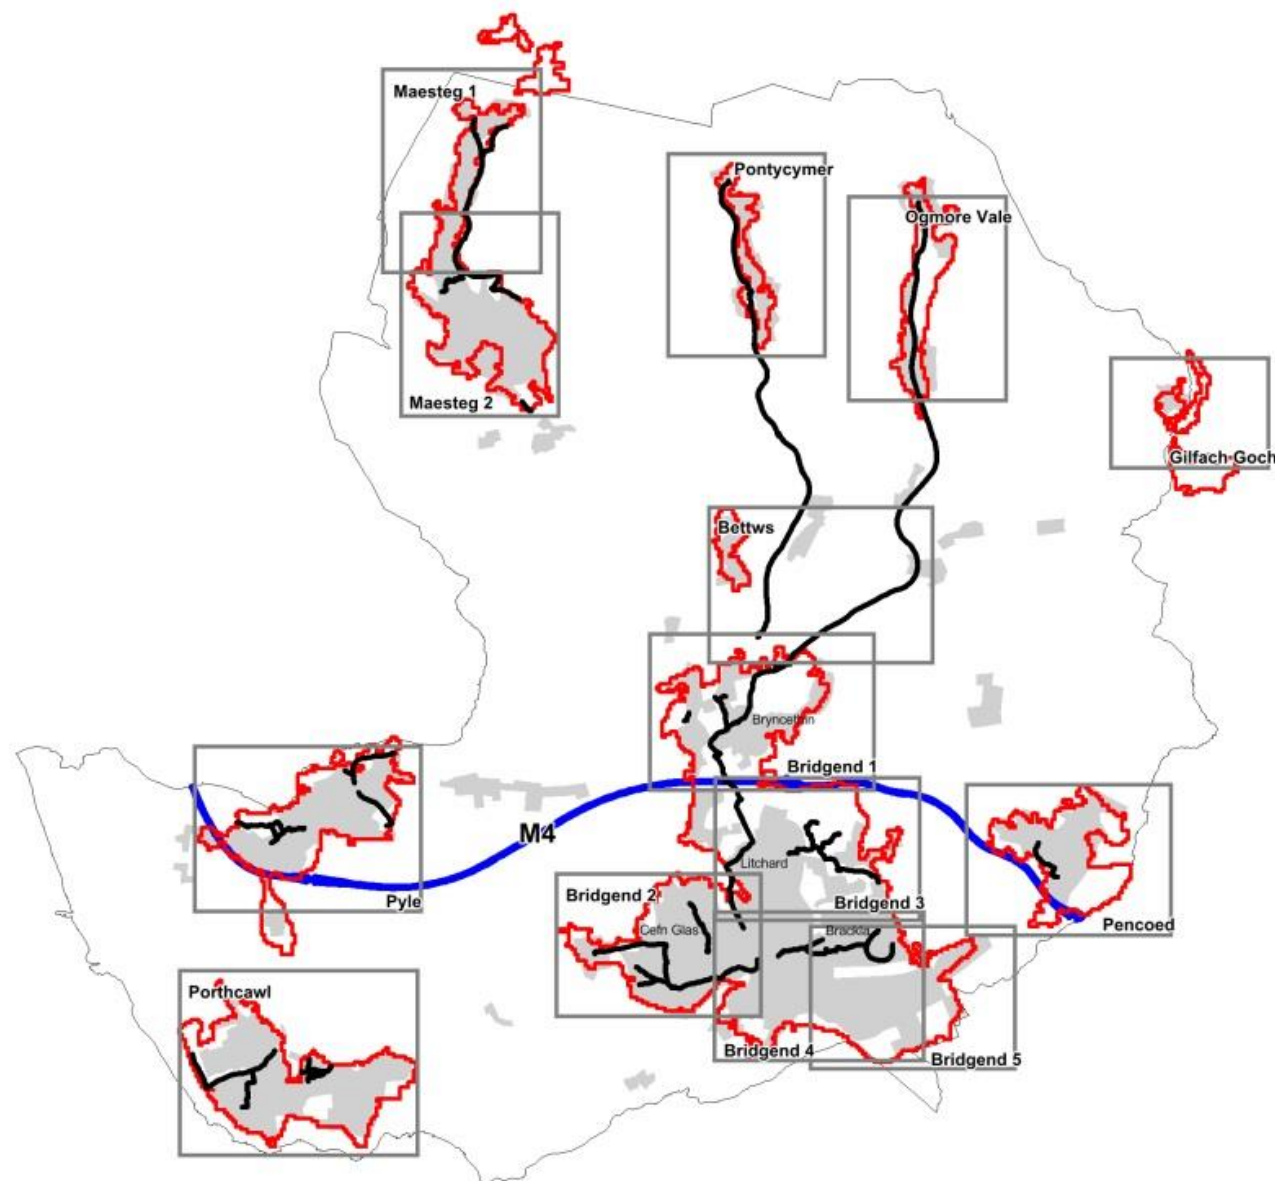 Maesteg 1
Pontycymer
Ogmore Vale
Maesteg 2
Gilfach Goch
Bettws
Bryncethin
Bridgend 1
M4
Litchard
Bridgend 2
Pyle
Bridgend 3
Cefn Glas
Brackla
Pencoed
Porthcawl
Bridgend 4
Bridgend 5